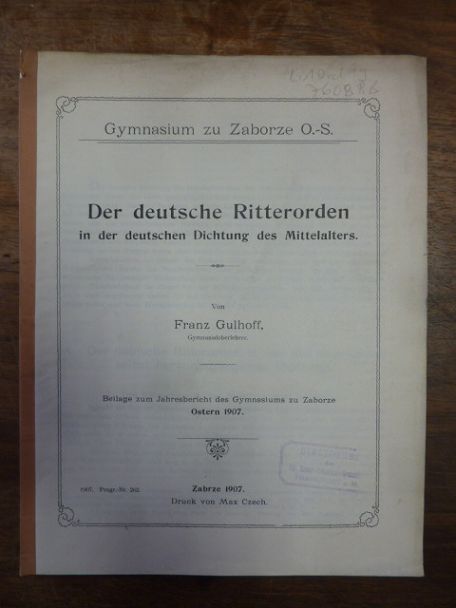 Gymnasium zu Zaborze O.-S.
Der deutsche Ritterorden
in der deutschen Dichtung des Mittelalters.
Von
Franz Gulhoff,
Gymnasialoberlehrer.
Beilage zum Jahresbericht des Gymnasiums zu Zaborze
Ostern 1907.
1907. Progr.-Nr. 262.
Zabrze 1907.
Druck von Max Czech.